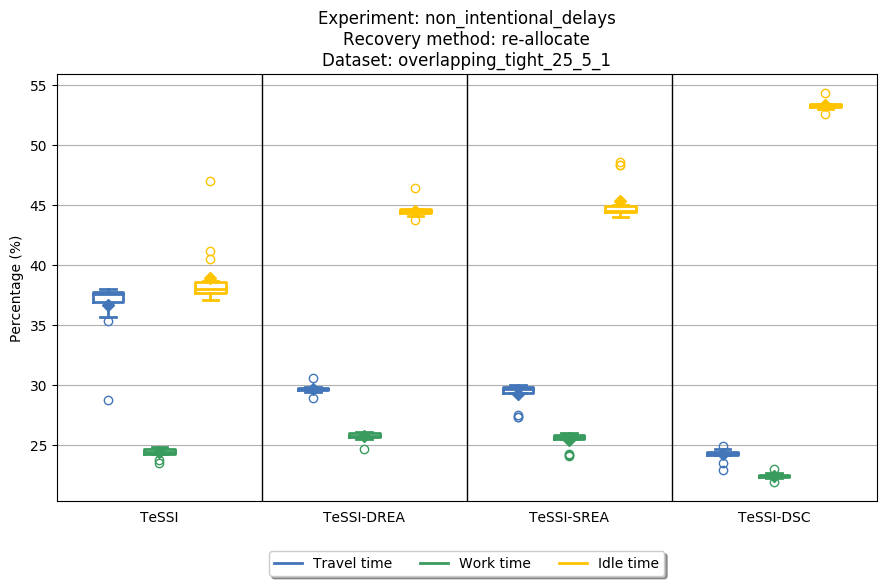 Experiment: non_intentional_delays
Recovery method: re-allocate
Dataset: overlapping_tight_25_5_1
Percentage (%)
55
50
45
40
35
30
25
TeSSI
TeSSI-DREA
TeSSI-SREA
TeSSI-DSC
Travel time
Work time
Idle time